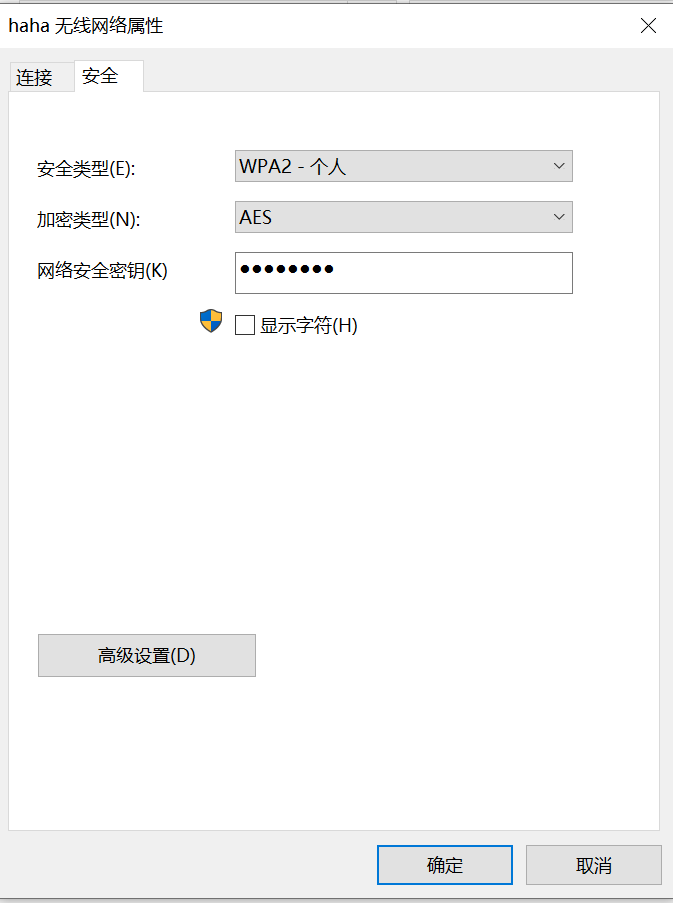 haha 无线网络属性
连接 安全
安全类型(E): WPA2 - 个人
加密类型(N): AES
网络安全密钥(K) ●●●●●●●●
显示字符(H)
高级设置(D)
确定 取消